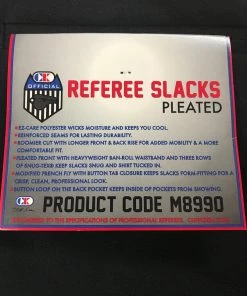 OFFICIAL
REFEREE SLACKS
PLEATED
EZ-CARE POLYESTER WICKS MOISTURE AND KEEPS YOU COOL.
REINFORCED SEAMS FOR LASTING DURABILITY.
ROOMIER CUT WITH LONGER FRONT & BACK RISE FOR ADDED MOBILITY & A MORE
COMFORTABLE FIT.
PLEATED FRONT WITH HEAVYWEIGHT BAN-ROLL WAISTBAND AND THREE ROWS
OF SNUG-TEX® KEEP SLACKS SNUG AND SHIRT TUCKED IN.
MODIFIED FRENCH FLY WITH BUTTON TAB CLOSURE KEEPS SLACKS FORM-FITTING FOR A
CRISP, CLEAN, PROFESSIONAL LOOK.
BUTTON LOOP ON THE BACK POCKET KEEPS INSIDE OF POCKETS FROM SHOWING.
PRODUCT CODE M8990
TO THE SPECIFICATIONS OF PROFESSIONAL REFEREES.